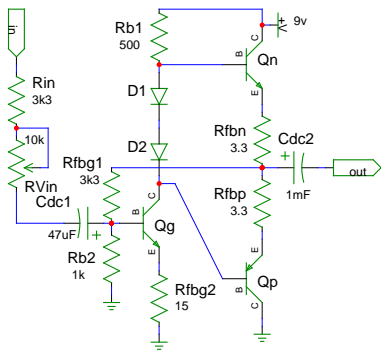 in
Rb1
500
+V
9v
C
B
Qn
E
Rin
3k3
D1
10k
RVin
D2
Rfbn
3.3
Cdc2
+
1mF
out
Rfbg1
3k3
Cdc1
47uF
+
C
B
Qg
E
Rfbp
3.3
Rb2
1k
Rfbg2
15
E
B
Qp
C